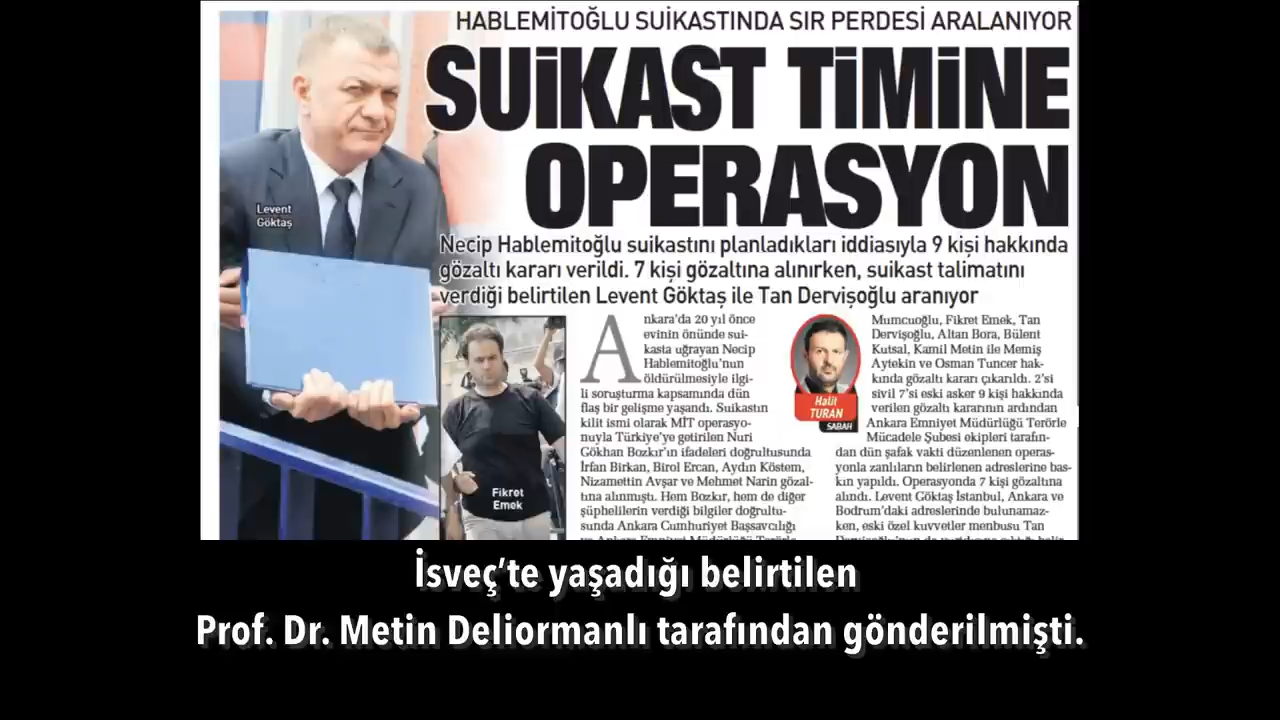 HABLEMİTOĞLU SUİKASTINDA SIR PERDESİ ARALANIYOR
SUİKAST TİMİNE
OPERASYON
Levent
Göktaş
Necip Hablemitoğlu suikastını planladıkları iddiasıyla 9 kişi hakkında
gözaltı kararı verildi. 7 kişi gözaltına alınırken, suikast talimatını
verdiği belirtilen Levent Göktaş ile Tan Dervişoğlu aranıyor
Fikret
Emek
Ankara'da 20 yıl önce
evinin önünde sui-
kasta uğrayan Necip
Hablemitoğlu'nun
öldürülmesiyle ilgi-
li soruşturma kapsamında dün
flaş bir gelişme yaşandı. Suikastın
kilit ismi olarak MİT operasyo-
nuyla Türkiye'ye getirilen Nuri
Gökhan Bozkır'ın ifadeleri doğrultusunda
İrfan Birkan, Birol Ercan, Aydın Köstem,
Nizamettin Avşar ve Mehmet Narin gözal-
tına alınmıştı. Hem Bozkır, hem de diğer
şüphelilerin verdiği bilgiler doğrultu-
sunda Ankara Cumhuriyet Başsavcılığı
ve Ankara Emniyet Müdürlüğü Terörle
Halit
TURAN
SABAH
Mumcuoğlu, Fikret Emek, Tan
Dervişoğlu, Altan Bora, Bülent
Kutsal, Kamil Metin ile Memiş
Aytekin ve Osman Tuncer hak-
kında gözaltı kararı çıkarıldı. 2'si
sivil 7'si eski asker 9 kişi hakkında
verilen gözaltı kararının ardından
Ankara Emniyet Müdürlüğü Terörle
Mücadele Şubesi ekipleri tarafın-
dan dün şafak vakti düzenlenen operas-
yonla zanlıların belirlenen adreslerine bas-
kın yapıldı. Operasyonda 7 kişi gözaltına
alındı. Levent Göktaş İstanbul, Ankara ve
Bodrum'daki adreslerinde bulunamaz-
ken, eski özel kuvvetler menbusu Tan
İsveç'te yaşadığı belirtilen
Prof. Dr. Metin Deliormanlı tarafından gönderilmişti.